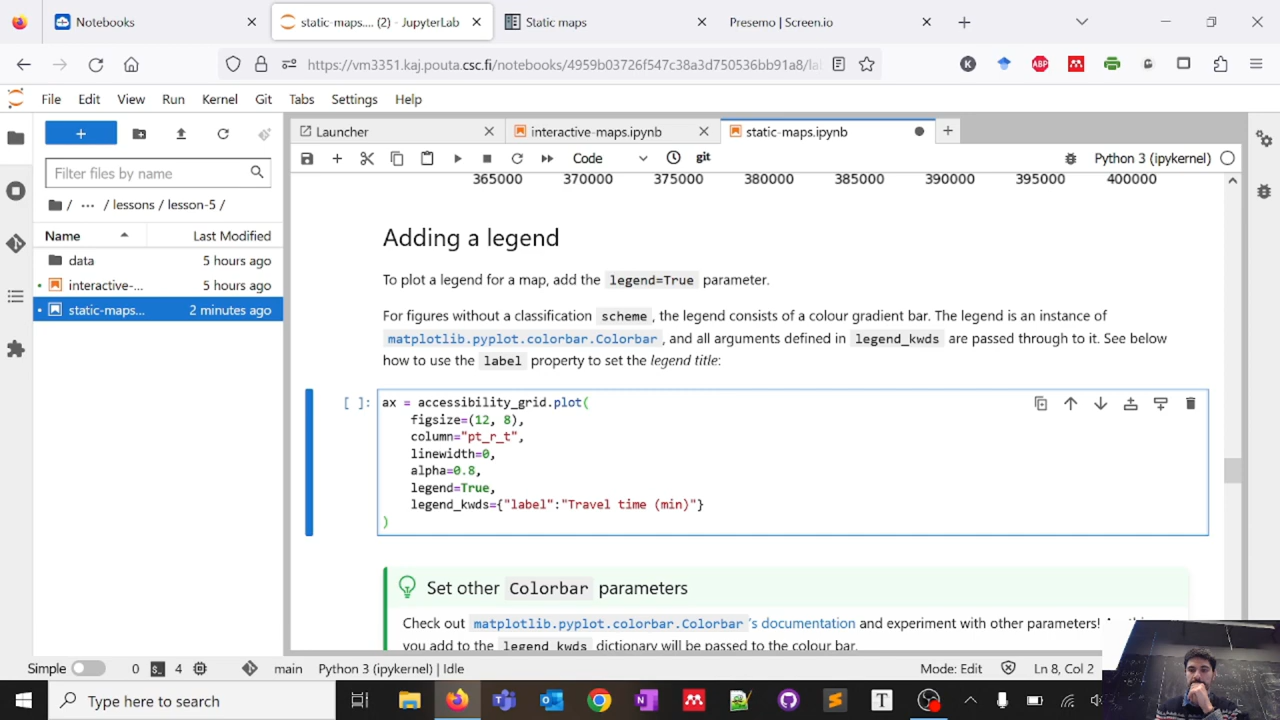 Notebooks
static-maps.... (2) - JupyterLab
Static maps
Presemo | Screen.io
https://vm3351.kaj.pouta.csc.fi/notebooks/4959b03726f547c38a3d750536bb91a8/la
File Edit View Run Kernel Git Tabs Settings Help
Launcher
interactive-maps.ipynb
static-maps.ipynb
Code
git
Python 3 (ipykernel)
Filter files by name
/ ... / lessons / lesson-5 /
Name Last Modified
data 5 hours ago
interactive-... 5 hours ago
static-maps... 2 minutes ago
365000 370000 375000 380000 385000 390000 395000 400000
Adding a legend
To plot a legend for a map, add the legend=True parameter.
For figures without a classification scheme, the legend consists of a colour gradient bar. The legend is an instance of
matplotlib.pyplot.colorbar.Colorbar, and all arguments defined in legend_kwds are passed through to it. See below
how to use the label property to set the legend title:
[ ]:
ax = accessibility_grid.plot(
figsize=(12, 8),
column="pt_r_t",
linewidth=0,
alpha=0.8,
legend=True,
legend_kwds={"label":"Travel time (min)"}
)
Set other Colorbar parameters
Check out matplotlib.pyplot.colorbar.Colorbar's documentation and experiment with other parameters!
you add to the legend_kwds dictionary will be passed to the colour bar.
Simple 0 4 main Python 3 (ipykernel) | Idle Mode: Edit Ln 8, Col 2
Type here to search